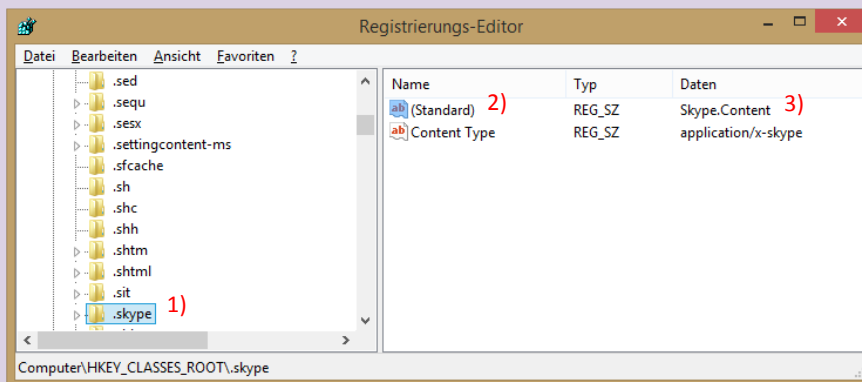 Registrierungs-Editor
Datei Bearbeiten Ansicht Favoriten ?
.sed
.sequ
.sesx
.settingcontent-ms
.sfcache
.sh
.shc
.shh
.shtm
.shtml
.sit
.skype 1)
Name Typ Daten
(Standard) 2) REG_SZ Skype.Content 3)
Content Type REG_SZ application/x-skype
Computer\HKEY_CLASSES_ROOT\.skype